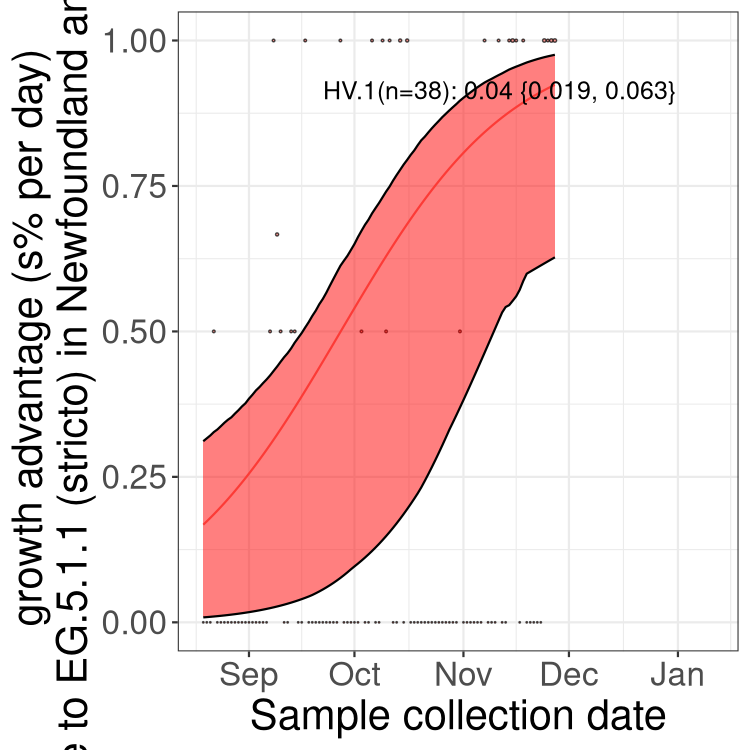 growth advantage (s% per day)
to EG.5.1.1 (stricto) in Newfoundland
1.00
0.75
0.50
0.25
0.00
HV.1(n=38): 0.04 {0.019, 0.063}
Sep Oct Nov Dec Jan
Sample collection date